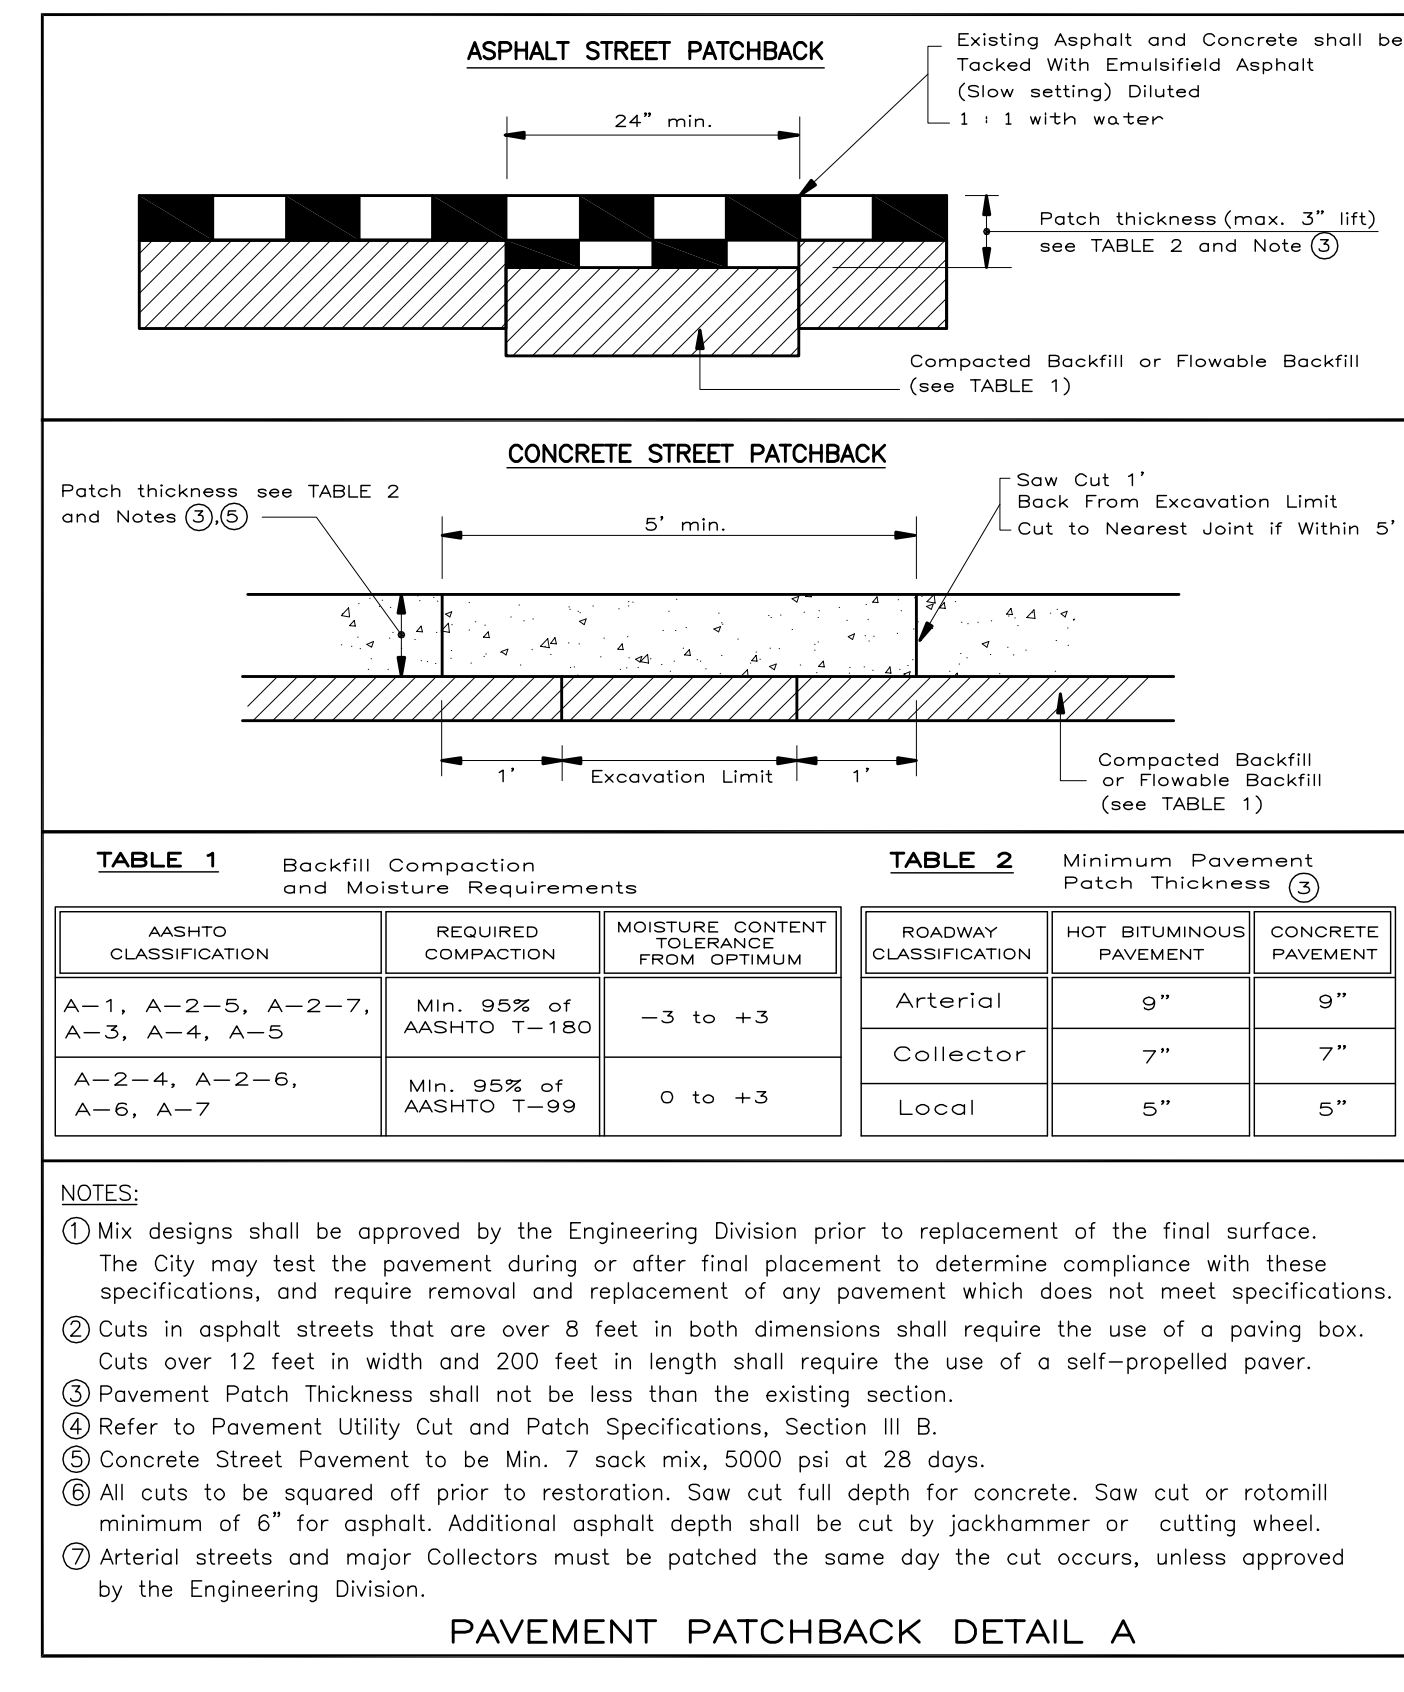 ASPHALT STREET PATCHBACK
Existing Asphalt and Concrete shall be
Tacked With Emulsifield Asphalt
(Slow setting) Diluted
1 : 1 with water
24" min.
Patch thickness (max. 3" lift)
see TABLE 2 and Note ③
Compacted Backfill or Flowable Backfill
(see TABLE 1)
CONCRETE STREET PATCHBACK
Patch thickness see TABLE 2
and Notes ③,⑤
5' min.
Saw Cut 1'
Back From Excavation Limit
Cut to Nearest Joint if Within 5'
1' Excavation Limit 1'
Compacted Backfill
or Flowable Backfill
(see TABLE 1)
TABLE 1
Backfill Compaction
and Moisture Requirements
AASHTO
CLASSIFICATION
REQUIRED
COMPACTION
MOISTURE CONTENT
TOLERANCE
FROM OPTIMUM
A-1, A-2-5, A-2-7,
A-3, A-4, A-5
MIn. 95% of
AASHTO T-180
-3 to +3
A-2-4, A-2-6,
A-6, A-7
MIn. 95% of
AASHTO T-99
0 to +3
TABLE 2
Minimum Pavement
Patch Thickness ③
ROADWAY
CLASSIFICATION
HOT BITUMINOUS
PAVEMENT
CONCRETE
PAVEMENT
Arterial 9" 9"
Collector 7" 7"
Local 5" 5"
NOTES:
① Mix designs shall be approved by the Engineering Division prior to replacement of the final surface.
The City may test the pavement during or after final placement to determine compliance with these
specifications, and require removal and replacement of any pavement which does not meet specifications.
② Cuts in asphalt streets that are over 8 feet in both dimensions shall require the use of a paving box.
Cuts over 12 feet in width and 200 feet in length shall require the use of a self-propelled paver.
③ Pavement Patch Thickness shall not be less than the existing section.
④ Refer to Pavement Utility Cut and Patch Specifications, Section III B.
⑤ Concrete Street Pavement to be Min. 7 sack mix, 5000 psi at 28 days.
⑥ All cuts to be squared off prior to restoration. Saw cut full depth for concrete. Saw cut or rotomill
minimum of 6" for asphalt. Additional asphalt depth shall be cut by jackhammer or cutting wheel.
⑦ Arterial streets and major Collectors must be patched the same day the cut occurs, unless approved
by the Engineering Division.
PAVEMENT PATCHBACK DETAIL A